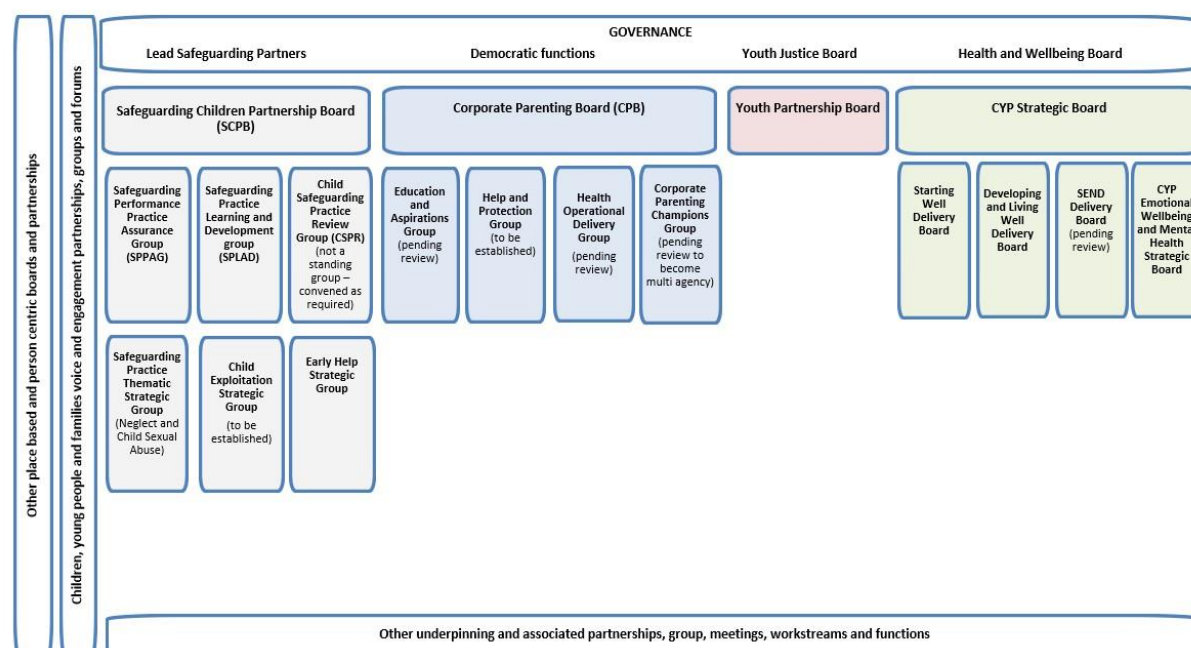 Other place based and person centric boards and partnerships
Children, young people and families voice and engagement partnerships, groups and forums
GOVERNANCE
Lead Safeguarding Partners
Democratic functions
Youth Justice Board
Health and Wellbeing Board
Safeguarding Children Partnership Board
(SCPB)
Corporate Parenting Board (CPB)
Youth Partnership Board
CYP Strategic Board
Safeguarding
Performance
Practice
Assurance
Group
(SPPAG)
Safeguarding
Practice
Learning and
Development
group
(SPLAD)
Child
Safeguarding
Practice
Review
Group (CSPR)
(not a
standing
group –
convened as
required)
Education
and
Aspirations
Group
(pending
review)
Help and
Protection
Group
(to be
established)
Health
Operational
Delivery
Group
(pending
review)
Corporate
Parenting
Champions
Group
(pending
review to
become
multi agency)
Starting
Well
Delivery
Board
Developing
and Living
Well
Delivery
Board
SEND
Delivery
Board
(pending
review)
CYP
Emotional
Wellbeing
and Menta
Health
Strategic
Board
Safeguarding
Practice
Thematic
Strategic
Group
(Neglect and
Child Sexual
Abuse)
Child
Exploitation
Strategic
Group
(to be
established)
Early Help
Strategic
Group
Other underpinning and associated partnerships, group, meetings, workstreams and functions